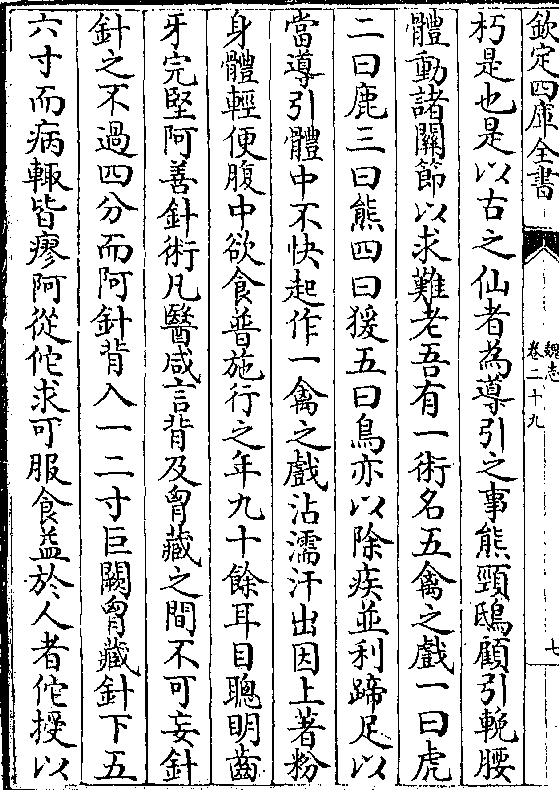 欽定四庫全書
魏志
卷二十九
七
朽是也是以古之仙者為導引之事熊頸鴟顧引輓腰
體動諸關節以求難老吾有一術名五禽之戲一曰虎
二曰鹿三曰熊四曰猨五曰鳥亦以除疾並利蹄足以
當導引體中不快起作一禽之戲沾濡汗出因上著粉
身體輕便腹中欲食普施行之年九十餘耳目聰明齒
牙完堅阿善針術凡醫咸言背及胷藏之間不可妄針
針之不過四分而阿針背入一二寸巨闕胷藏針下五
六寸而病輙皆瘳阿從佗求可服食益於人者佗授以